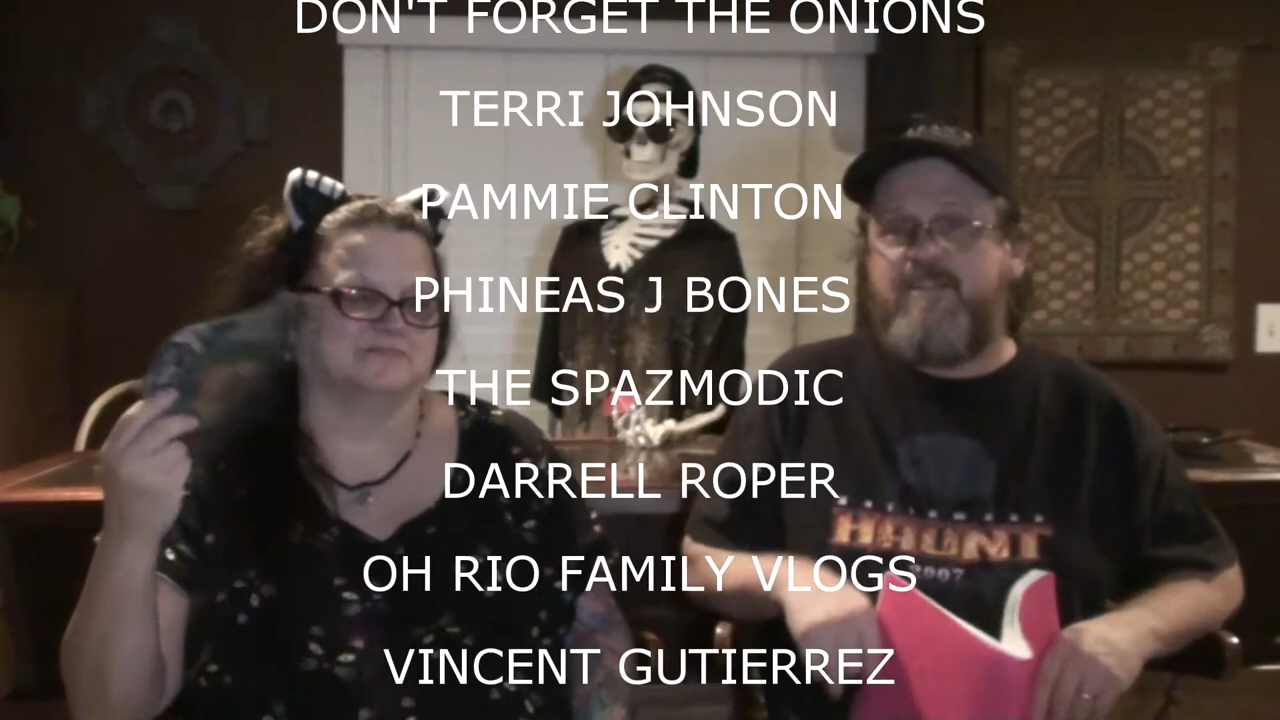 DON'T FORGET THE ONIONS
TERRI JOHNSON
PAMMIE CLINTON
PHINEAS J BONES
THE SPAZMODIC
DARRELL ROPER
OH RIO FAMILY VLOGS
VINCENT GUTIERREZ
HAUNT
2007